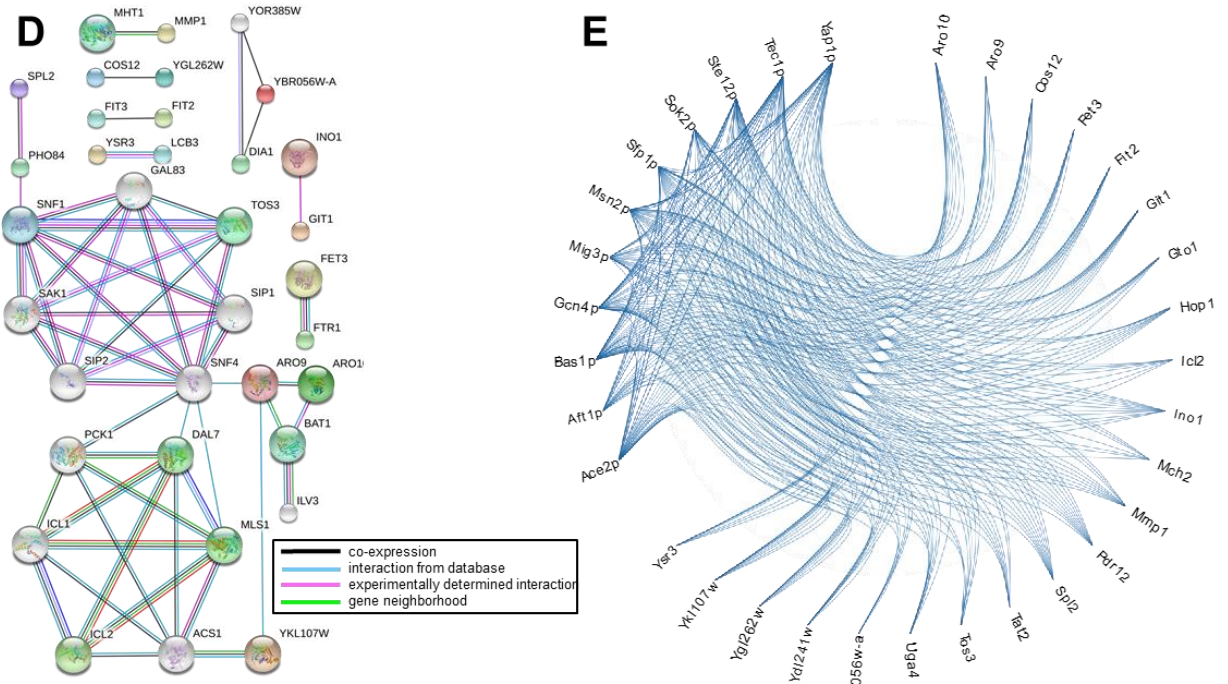 D
MHT1
MMP1
YOR385W
COS12
YGL262W
SPL2
YBR056W-A
FIT3
FIT2
YSR3
LCB3
INO1
PHO84
DIA1
GAL83
SNF1
TOS3
GIT1
FET3
SAK1
SIP1
FTR1
SIP2
SNF4
ARO9
ARO1
BAT1
PCK1
DAL7
ILV3
ICL1
MLS1
co-expression
interaction from database
experimentally determined interaction
gene neighborhood
ICL2
ACS1
YKL107W
E
Yap1p
Tec1p
Ste12p
Sok2p
Sfp1p
Msn2p
Mig3p
Gcn4p
Bas1p
Aft1p
Ace2p
Aro10
Aro9
Cos12
Fet3
Fit2
Git1
Gto1
Hop1
Icl2
Ino1
Mch2
Mmp1
Pdr12
Spl2
Tat2
Tos3
Uga4
056w-a
Ydl241w
Ygl262w
Ykl107w
Ysr3